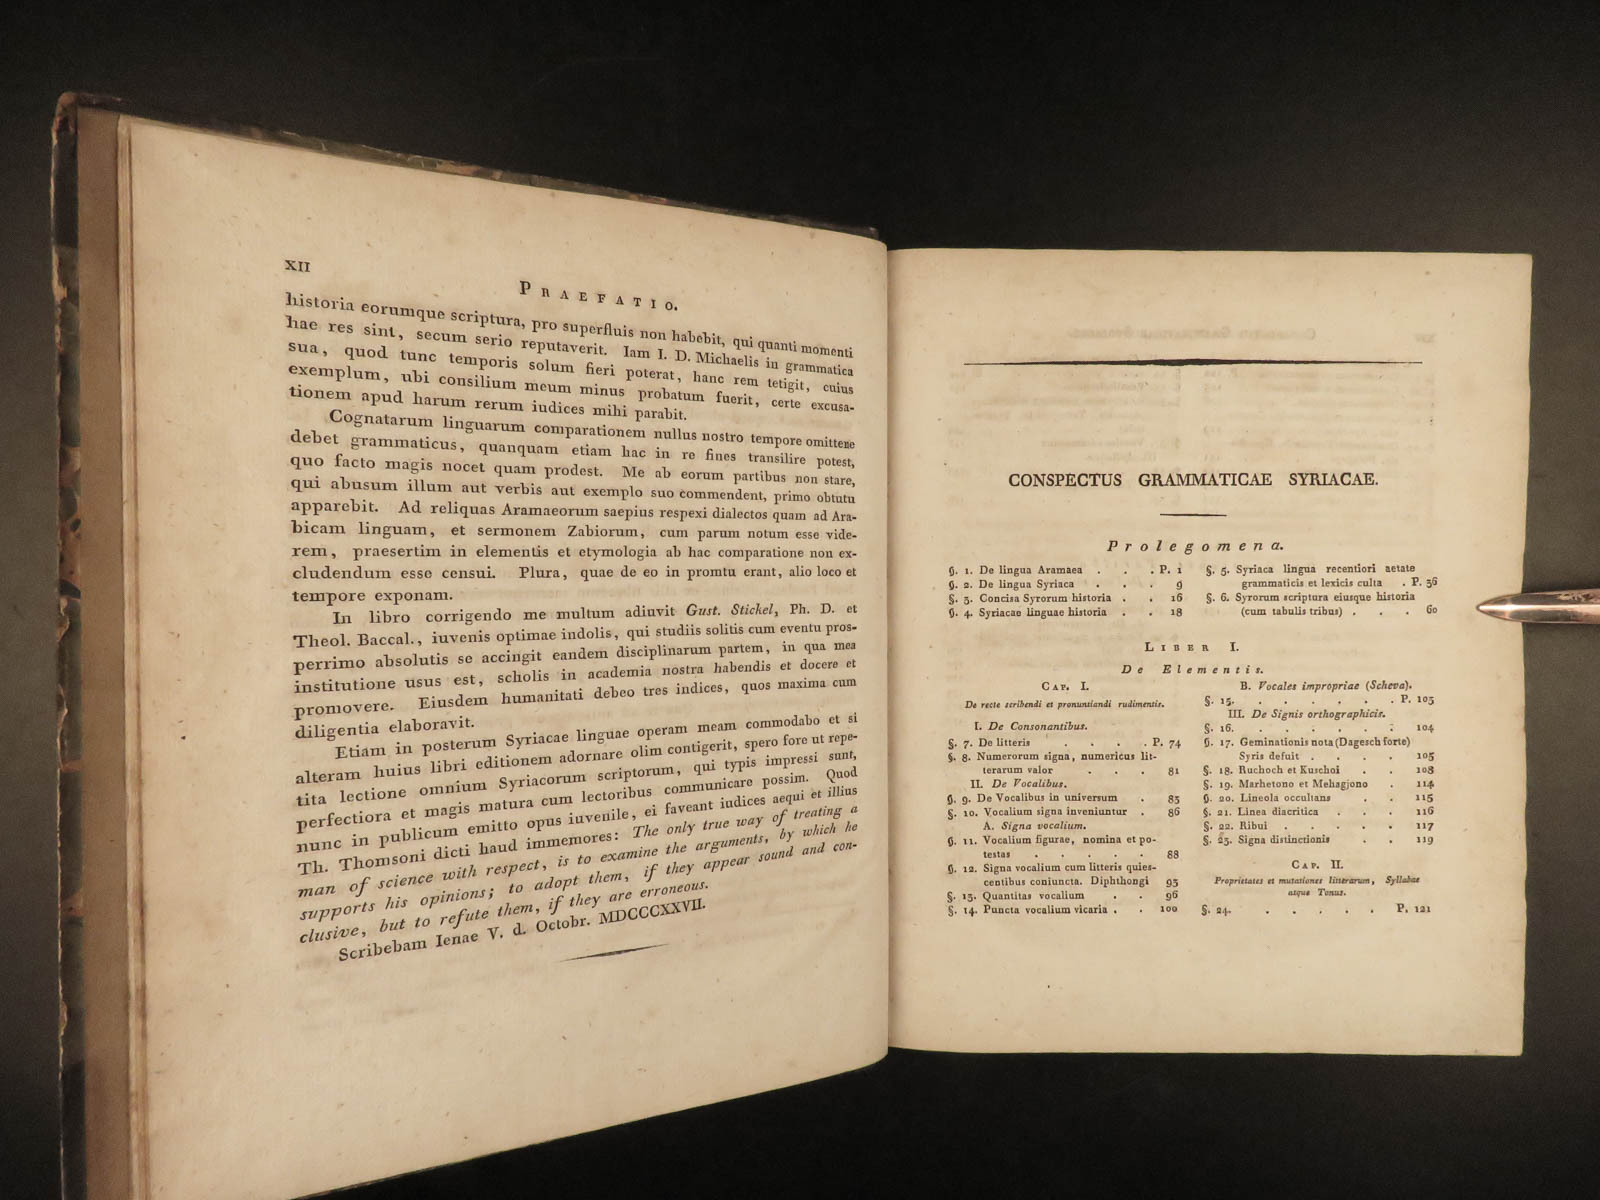 XII
PRAEFATIO.
historia eorumque scriptura, pro superfluis non habebit, qui quanti momenti
hae res sint, secum serio reputaverit. Iam I. D. Michaelis in grammatica
sua, quod tunc temporis solum fieri poterat, hanc rem tetigit, cuius
exemplum, ubi consilium meum minus probatum fuerit, certe excusa-
tionem apud harum rerum iudices mihi parabit.
Cognatarum linguarum comparationem nullus nostro tempore omittere
debet grammaticus, quanquam etiam hac in re fines transilire potest,
quo facto magis nocet quam prodest. Me ab eorum partibus non stare,
qui abusum illum aut verbis aut exemplo suo commendent, primo obtutu
apparebit. Ad reliquas Aramaeorum saepius respexi dialectos quam ad Ara-
bicam linguam, et sermonem Zabiorum, cum parum notum esse vide-
rem, praesertim in elementis et etymologia ab hac comparatione non ex-
cludendum esse censui. Plura, quae de eo in promtu erant, alio loco et
tempore exponam.
In libro corrigendo me multum adiuvit Gust. Stickel, Ph. D. et
Theol. Baccal., iuvenis optimae indolis, qui studiis solitis cum eventu pros-
perrimo absolutis se accingit eandem disciplinarum partem, in qua mea
institutione usus est, scholis in academia nostra habendis et docere et
promovere. Eiusdem humanitati debeo tres indices, quos maxima cum
diligentia elaboravit.
Etiam in posterum Syriacae linguae operam meam commodabo et si
alteram huius libri editionem adornare olim contigerit, spero fore ut repe-
tita lectione omnium Syriacorum scriptorum, qui typis impressi sunt,
perfectiora et magis matura cum lectoribus communicare possim. Quod
nunc in publicum emitto opus iuvenile, ei faveant iudices aequi et illius
Th. Thomsoni dicti haud immemores: The only true way of treating a
man of science with respect, is to examine the arguments, by which he
supports his opinions; to adopt them, if they appear sound and con-
clusive, but to refute them, if they are erroneous.
Scribebam Ienae V. d. Octobr. MDCCCXXVII.
CONSPECTUS GRAMMATICAE SYRIACAE.
Prolegomena.
§. 1. De lingua Aramaea . . . P. 1
§. 2. De lingua Syriaca . . . 9
§. 3. Concisa Syrorum historia . . 16
§. 4. Syriacae linguae historia . . 18
§. 5. Syriaca lingua recentiori aetate
grammaticis et lexicis culta . P. 36
§. 6. Syrorum scriptura eiusque historia
(cum tabulis tribus) . . . 60
LIBER I.
De Elementis.
CAP. I.
De recte scribendi et pronuntiandi rudimentis.
I. De Consonantibus.
§. 7. De litteris . . . . P. 74
§. 8. Numerorum signa, numericus lit-
terarum valor . . . 81
II. De Vocalibus.
§. 9. De Vocalibus in universum . 83
§. 10. Vocalium signa inveniuntur . 86
A. Signa vocalium.
§. 11. Vocalium figurae, nomina et po-
testas . . . . . 88
§. 12. Signa vocalium cum litteris quies-
centibus coniuncta. Diphthongi 93
§. 13. Quantitas vocalium . . 96
§. 14. Puncta vocalium vicaria . . 100
B. Vocales impropriae (Scheva).
§. 15. . . . . . . P. 103
III. De Signis orthographicis.
§. 16. . . . . . . 104
§. 17. Geminationis nota (Dagesch forte)
Syris defuit . . . . 105
§. 18. Ruchoch et Kuschoi . . 108
§. 19. Marhetono et Mehagjono . 114
§. 20. Lineola occultans . . 115
§. 21. Linea diacritica . . . 116
§. 22. Ribui . . . . . 117
§. 23. Signa distinctionis . . 119
CAP. II.
Proprietates et mutationes litterarum, Syllabae
atque Tonus.
§. 24. . . . . . P. 121